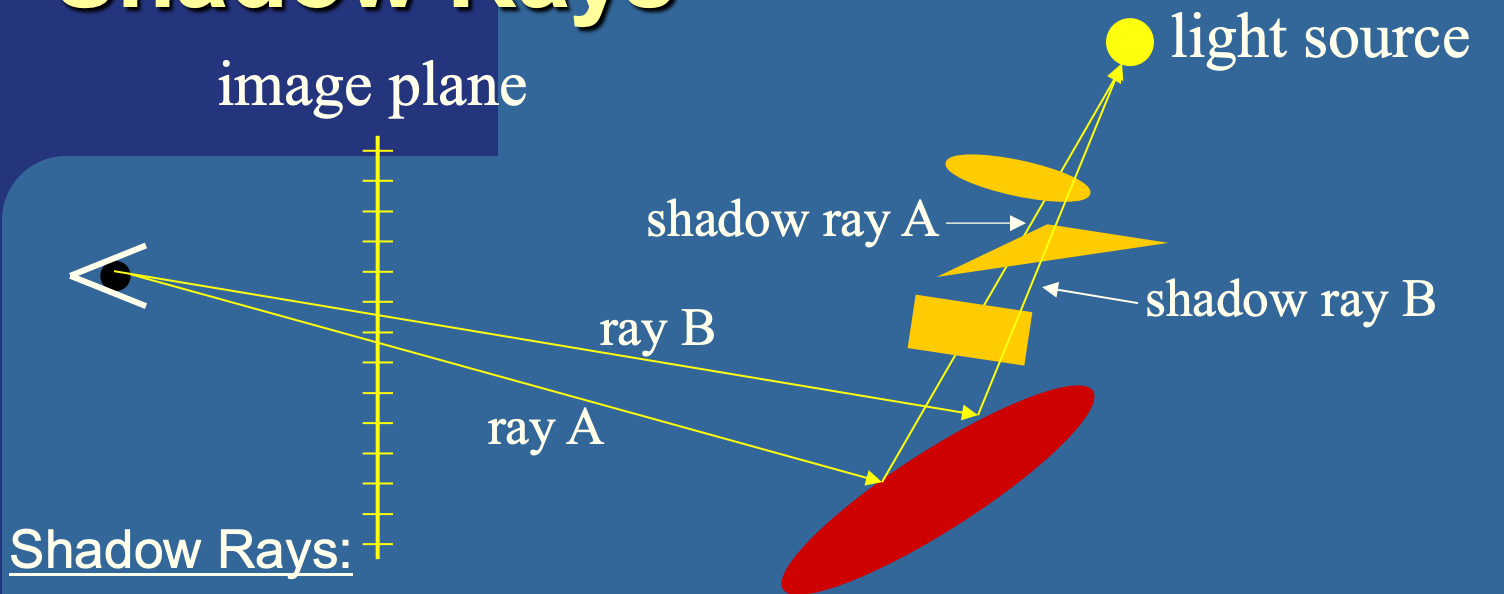 Shadow Rays
light source
image plane
shadow ray A
shadow ray B
ray B
ray A
Shadow Rays: